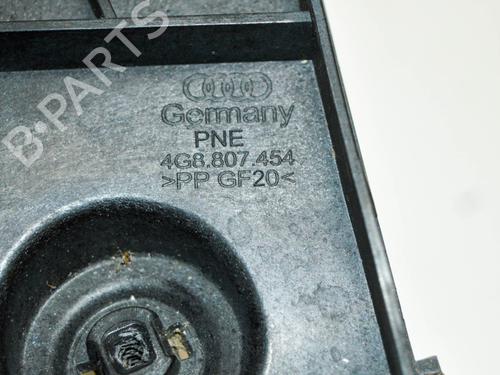 B-PARTS
Germany
PNE
4G8.807.454
>PP GF20<